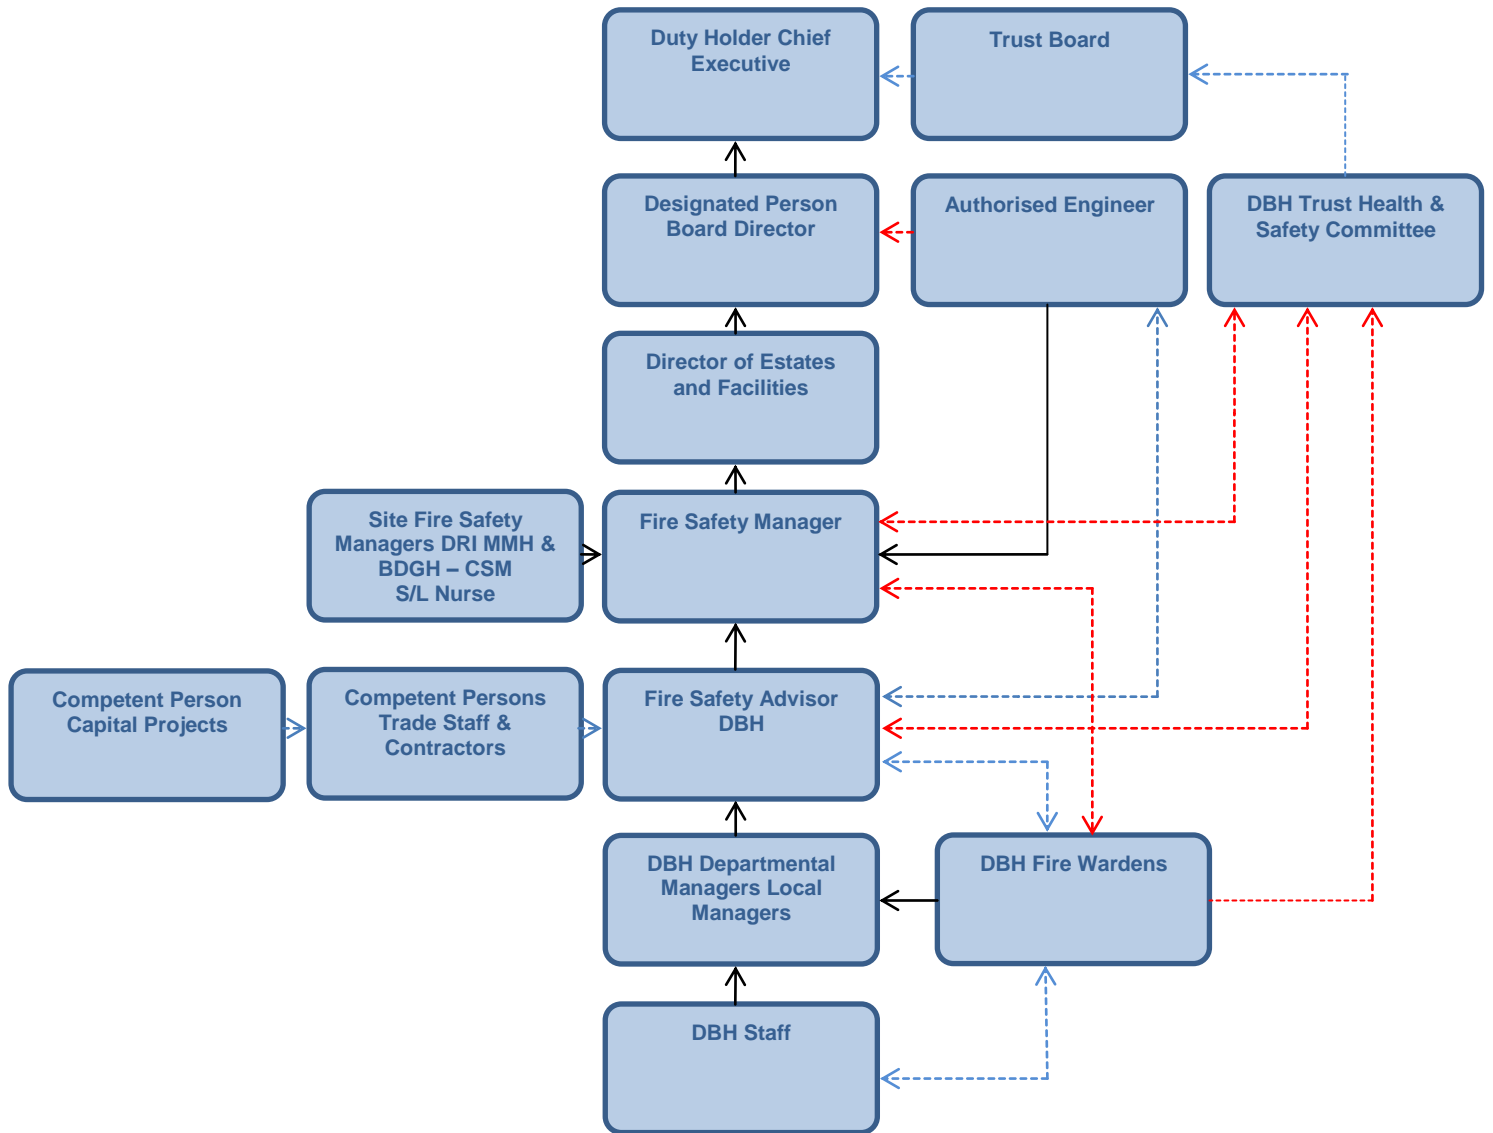 Duty Holder Chief
Executive
Trust Board
Designated Person
Board Director
Authorised Engineer
DBH Trust Health &
Safety Committee
Director of Estates
and Facilities
Site Fire Safety
Managers DRI MMH &
BDGH – CSM
S/L Nurse
Fire Safety Manager
Competent Person
Capital Projects
Competent Persons
Trade Staff &
Contractors
Fire Safety Advisor
DBH
DBH Departmental
Managers Local
Managers
DBH Fire Wardens
DBH Staff